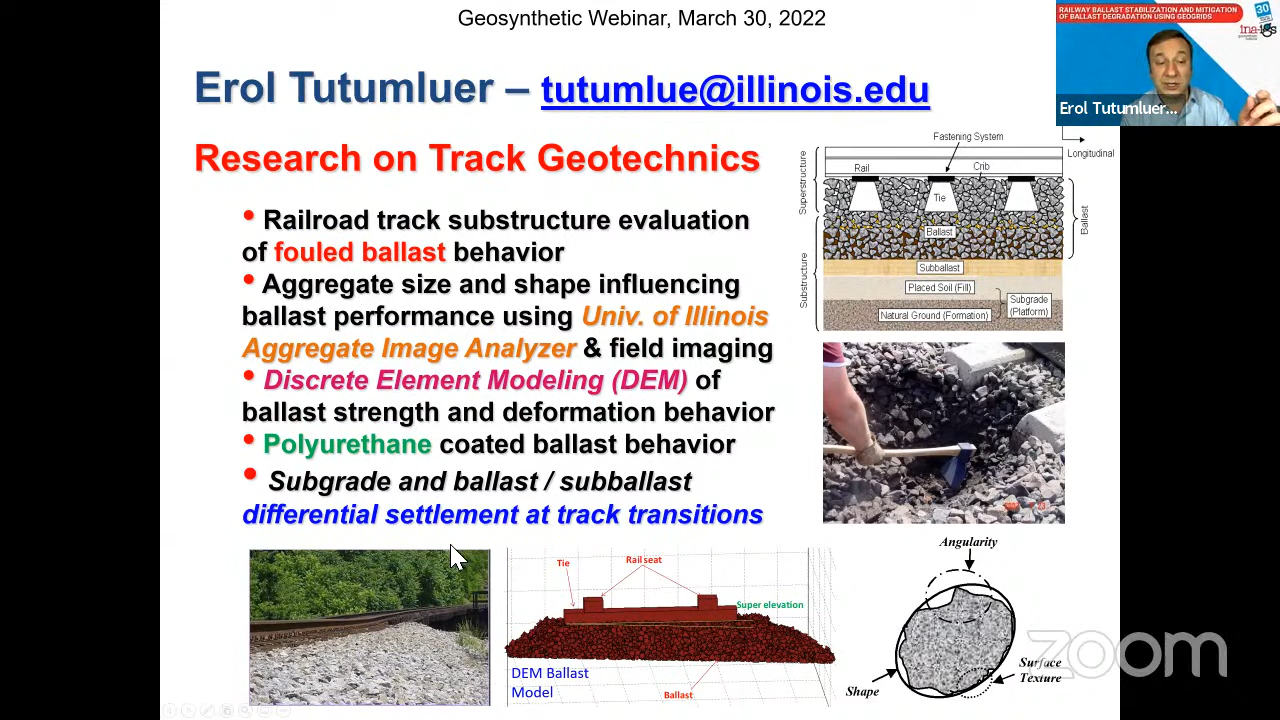 Geosynthetic Webinar, March 30, 2022
RAILWAY BALLAST STABILIZATION AND MITIGATION
OF BALLAST DEGRADATION USING GEOGRIDS
30
Erol Tutumluer...
Erol Tutumluer – tutumlue@illinois.edu
Research on Track Geotechnics
• Railroad track substructure evaluation
of fouled ballast behavior
• Aggregate size and shape influencing
ballast performance using Univ. of Illinois
Aggregate Image Analyzer & field imaging
• Discrete Element Modeling (DEM) of
ballast strength and deformation behavior
• Polyurethane coated ballast behavior
• Subgrade and ballast / subballast
differential settlement at track transitions
Fastening System
Longitudinal
Superstructure
Rail
Crib
Tie
Ballast
Ballast
Substructure
Subballast
Placed Soil (Fill)
Subgrade
(Platform)
Natural Ground (Formation)
Tie
Rail seat
Super elevation
DEM Ballast
Model
Ballast
Angularity
Shape
Surface
Texture
zoom